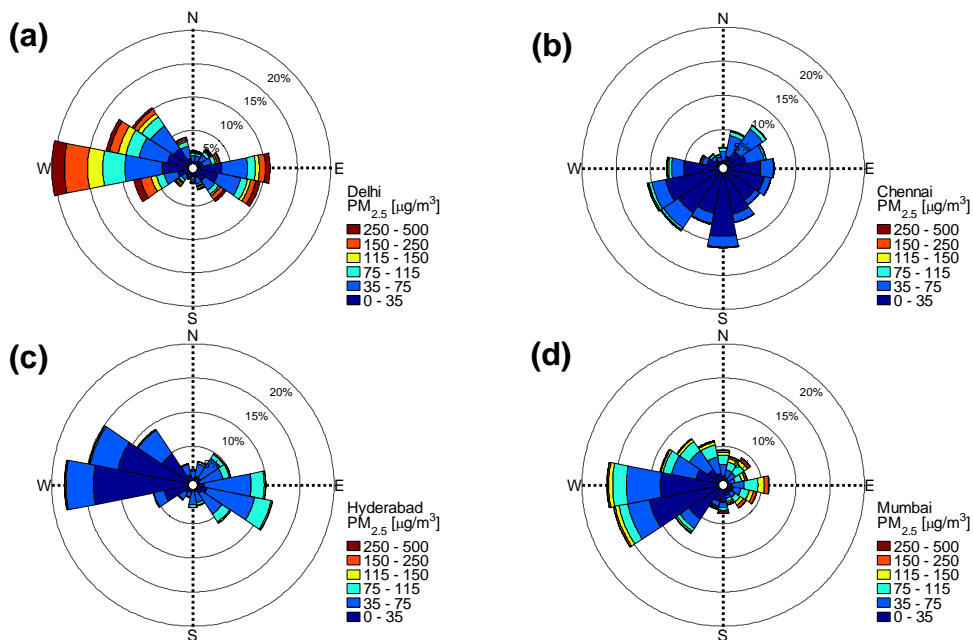 (a)
N
20%
15%
10%
5%
W
E
S
Delhi
PM2.5 [μg/m3]
250 - 500
150 - 250
115 - 150
75 - 115
35 - 75
0 - 35
(b)
N
20%
15%
10%
5%
W
E
S
Chennai
PM2.5 [μg/m3]
250 - 500
150 - 250
115 - 150
75 - 115
35 - 75
0 - 35
(c)
N
20%
15%
10%
5%
W
E
S
Hyderabad
PM2.5 [μg/m3]
250 - 500
150 - 250
115 - 150
75 - 115
35 - 75
0 - 35
(d)
N
20%
15%
10%
W
E
S
Mumbai
PM2.5 [μg/m3]
250 - 500
150 - 250
115 - 150
75 - 115
35 - 75
0 - 35